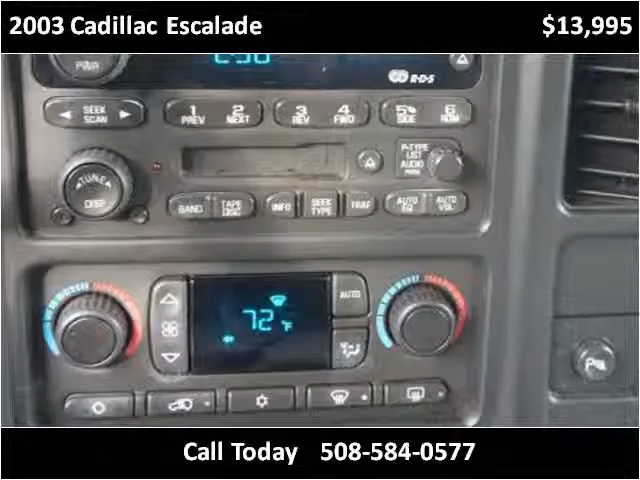 2003 Cadillac Escalade $13,995
PWR
R·D·S
SEEK
SCAN
1 2
PREV NEXT
3 4
REV FWD
5 6
SIDE RDM
P-TYPE
LIST
AUDIO
PUSH
TUNE
DISP
BAND
TAPE
DISC
INFO
SEEK
TYPE
TRAF
AUTO
EQ
AUTO
VOL
AUTO
72 °F
Call Today 508-584-0577